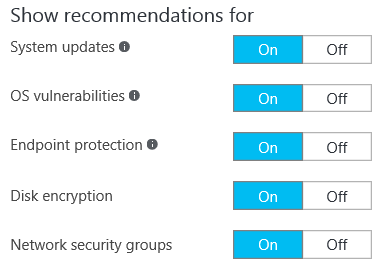 Show recommendations for
System updates On Off
OS vulnerabilities On Off
Endpoint protection On Off
Disk encryption On Off
Network security groups On Off